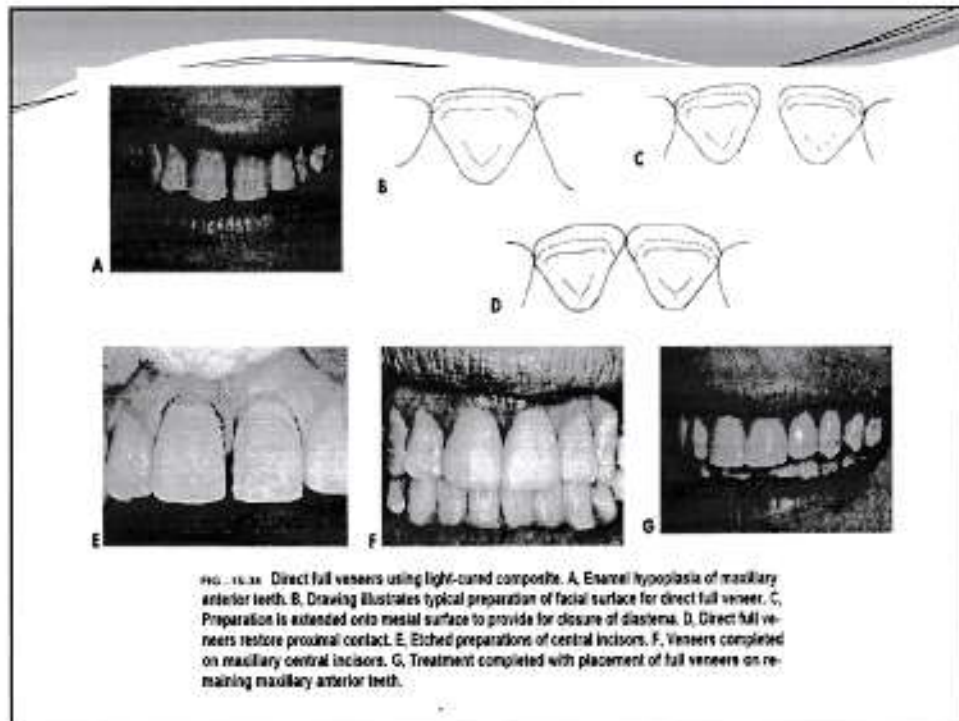 A
B
C
D
E
F
G
FIG. Direct full veneers using light-cured composite. A, Enamel hypoplasia of maxillary
anterior teeth. B, Drawing illustrates typical preparation of facial surface for direct full veneer. C,
Preparation is extended onto mesial surface to provide for closure of diastema. D, Direct full ve-
neers restore proximal contact. E, Etched preparations of central incisors. F, Veneers completed
on maxillary central incisors. G, Treatment completed with placement of full veneers on re-
maining maxillary anterior teeth.